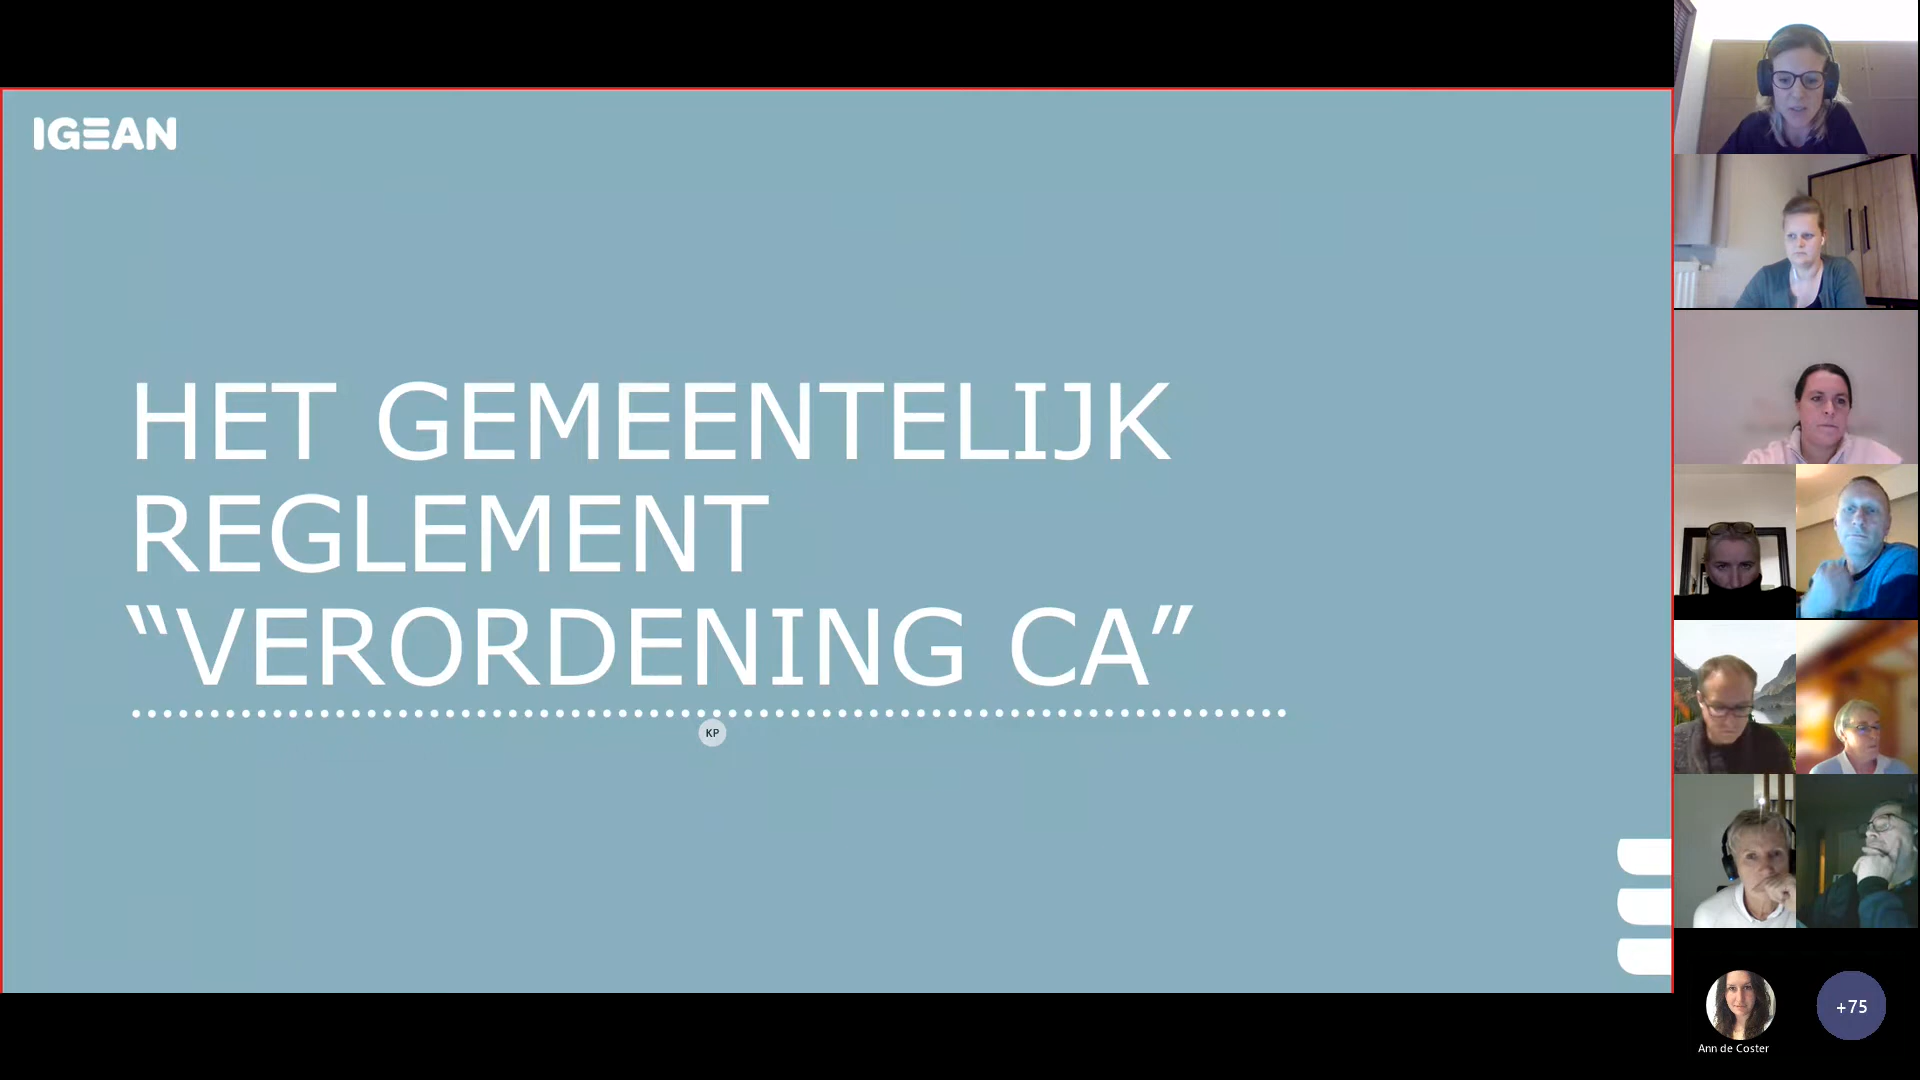 IGEAN
HET GEMEENTELIJK
REGLEMENT
“VERORDENING CA”
KP
+75
Ann de Coster